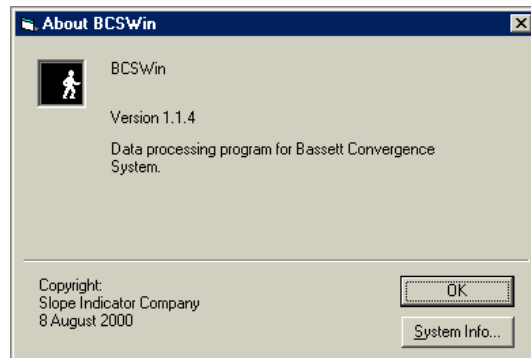 About BCSWin
BCSWin
Version 1.1.4
Data processing program for Bassett Convergence
System.
Copyright:
Slope Indicator Company
8 August 2000
OK
System Info...